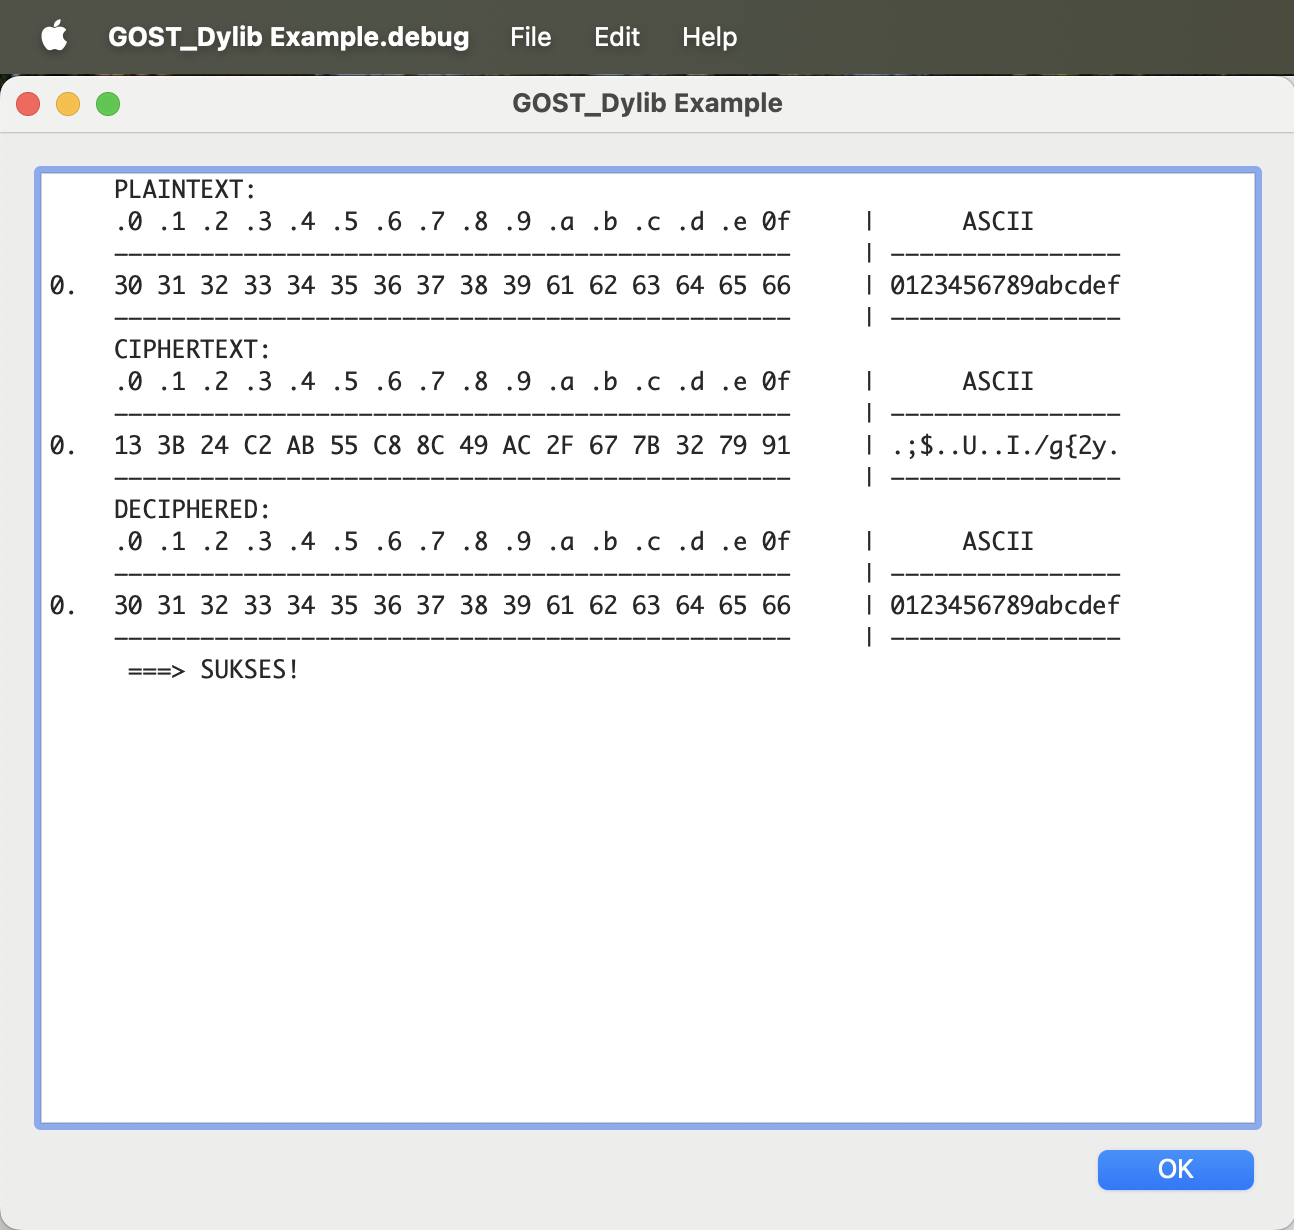 GOST_Dylib Example.debug File Edit Help
GOST_Dylib Example
PLAINTEXT:
.0 .1 .2 .3 .4 .5 .6 .7 .8 .9 .a .b .c .d .e 0f | ASCII
----------------------------------------------- | ----------------
0. 30 31 32 33 34 35 36 37 38 39 61 62 63 64 65 66 | 0123456789abcdef
----------------------------------------------- | ----------------
CIPHERTEXT:
.0 .1 .2 .3 .4 .5 .6 .7 .8 .9 .a .b .c .d .e 0f | ASCII
----------------------------------------------- | ----------------
0. 13 3B 24 C2 AB 55 C8 8C 49 AC 2F 67 7B 32 79 91 | .;$..U..I./g{2y.
----------------------------------------------- | ----------------
DECIPHERED:
.0 .1 .2 .3 .4 .5 .6 .7 .8 .9 .a .b .c .d .e 0f | ASCII
----------------------------------------------- | ----------------
0. 30 31 32 33 34 35 36 37 38 39 61 62 63 64 65 66 | 0123456789abcdef
----------------------------------------------- | ----------------
===> SUKSES!
OK